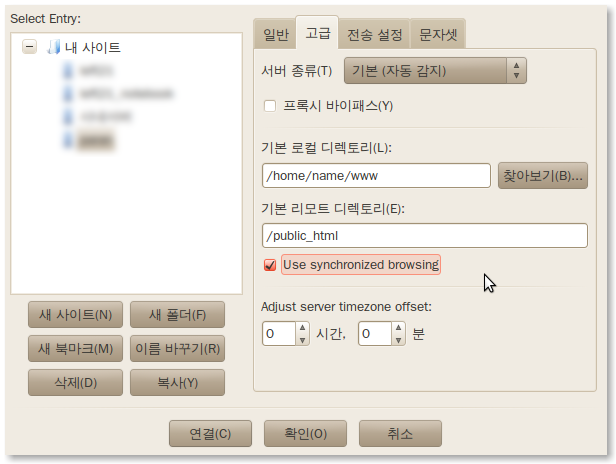 Select Entry:
내 사이트
새 사이트(N)
새 폴더(F)
새 북마크(M)
이름 바꾸기(R)
삭제(D)
복사(Y)
일반
고급
전송 설정
문자셋
서버 종류(T)
기본 (자동 감지)
프록시 바이패스(Y)
기본 로컬 디렉토리(L):
/home/name/www
찾아보기(B)...
기본 리모트 디렉토리(E):
/public_html
Use synchronized browsing
Adjust server timezone offset:
0 시간, 0 분
연결(C)
확인(O)
취소